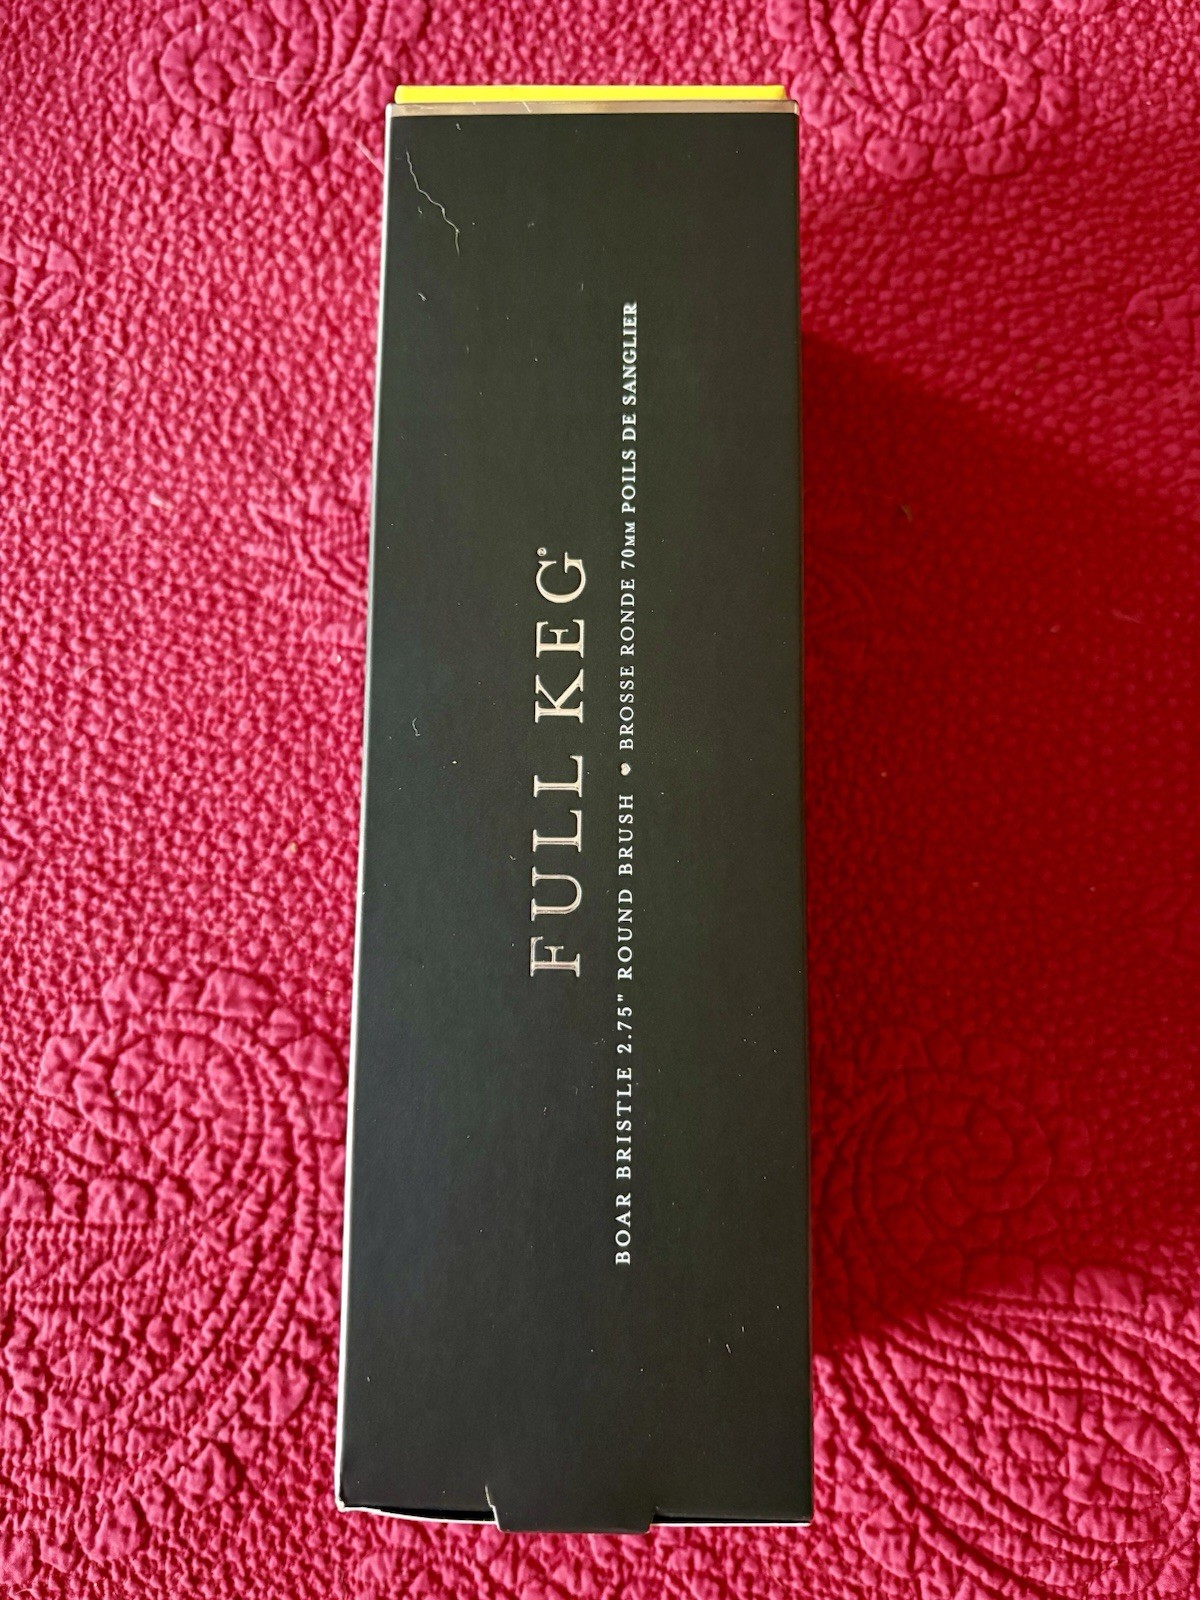 FULL KEG®
BOAR BRISTLE 2.75" ROUND BRUSH ♥ BROSSE RONDE 70MM POILS DE SANGLIER